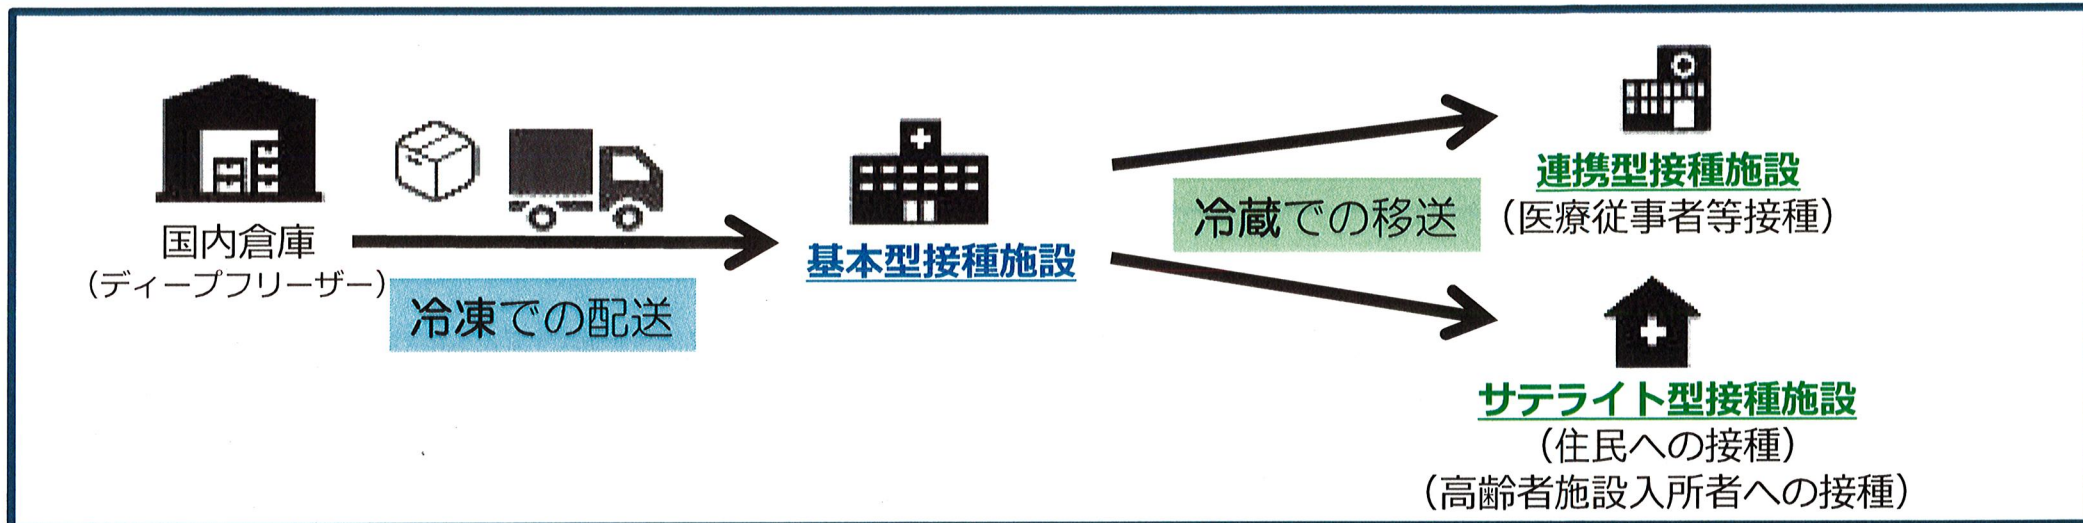 国内倉庫
（ディープフリーザー）
冷凍での配送
基本型接種施設
冷蔵での移送
連携型接種施設
（医療従事者等接種）
サテライト型接種施設
（住民への接種）
（高齢者施設入所者への接種）